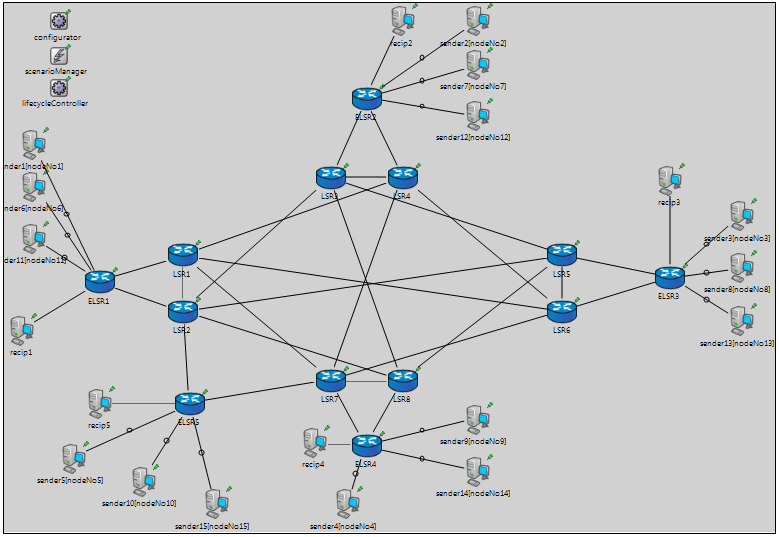 configurator
scenarioManager
lifecycleController
recip2
sender2[nodeNo2]
sender7[nodeNo7]
sender12[nodeNo12]
ELSR2
nder1[nodeNo1]
nder6[nodeNo6]
der11[nodeNo11]
ELSR1
recip1
LSR3
LSR4
LSR1
LSR2
LSR5
LSR6
recip3
sender3[nodeNo3]
sender8[nodeNo8]
sender13[nodeNo13]
ELSR3
LSR7
LSR8
recip5
ELSR5
sender5[nodeNo5]
sender10[nodeNo10]
sender15[nodeNo15]
recip4
ELSR4
sender9[nodeNo9]
sender14[nodeNo14]
sender4[nodeNo4]